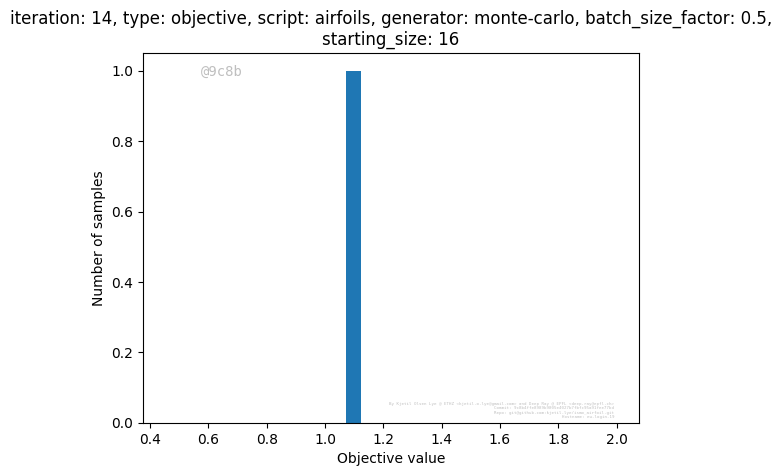 iteration: 14, type: objective, script: airfoils, generator: monte-carlo, batch_size_factor: 0.5,
starting_size: 16
@9c8b
1.0
0.8
0.6
0.4
0.2
0.0
Number of samples
0.4 0.6 0.8 1.0 1.2 1.4 1.6 1.8 2.0
Objective value